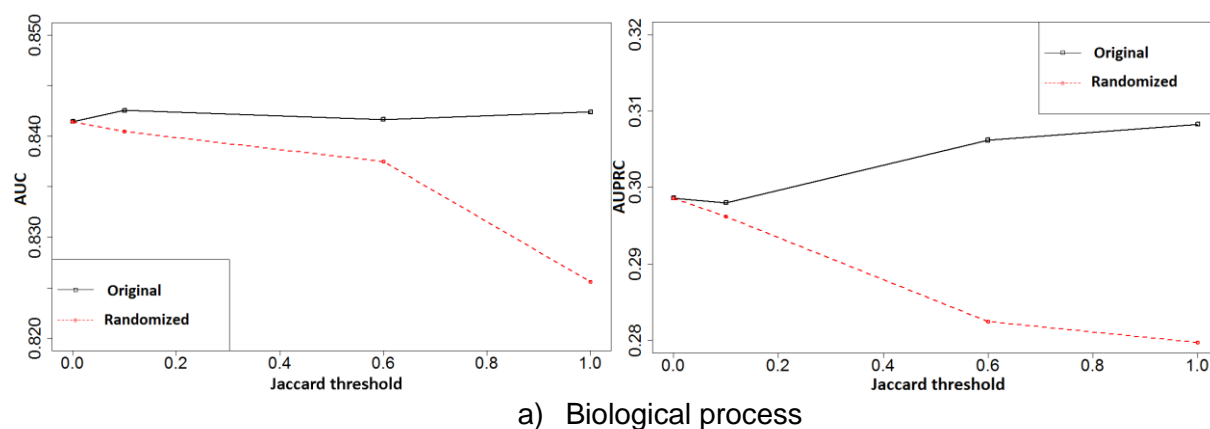 0.850
0.840
0.830
0.820
AUC
Original
Randomized
0.0 0.2 0.4 0.6 0.8 1.0
Jaccard threshold
0.32
0.31
0.30
0.29
0.28
AUPRC
Original
Randomized
0.0 0.2 0.4 0.6 0.8 1.0
Jaccard threshold
a) Biological process